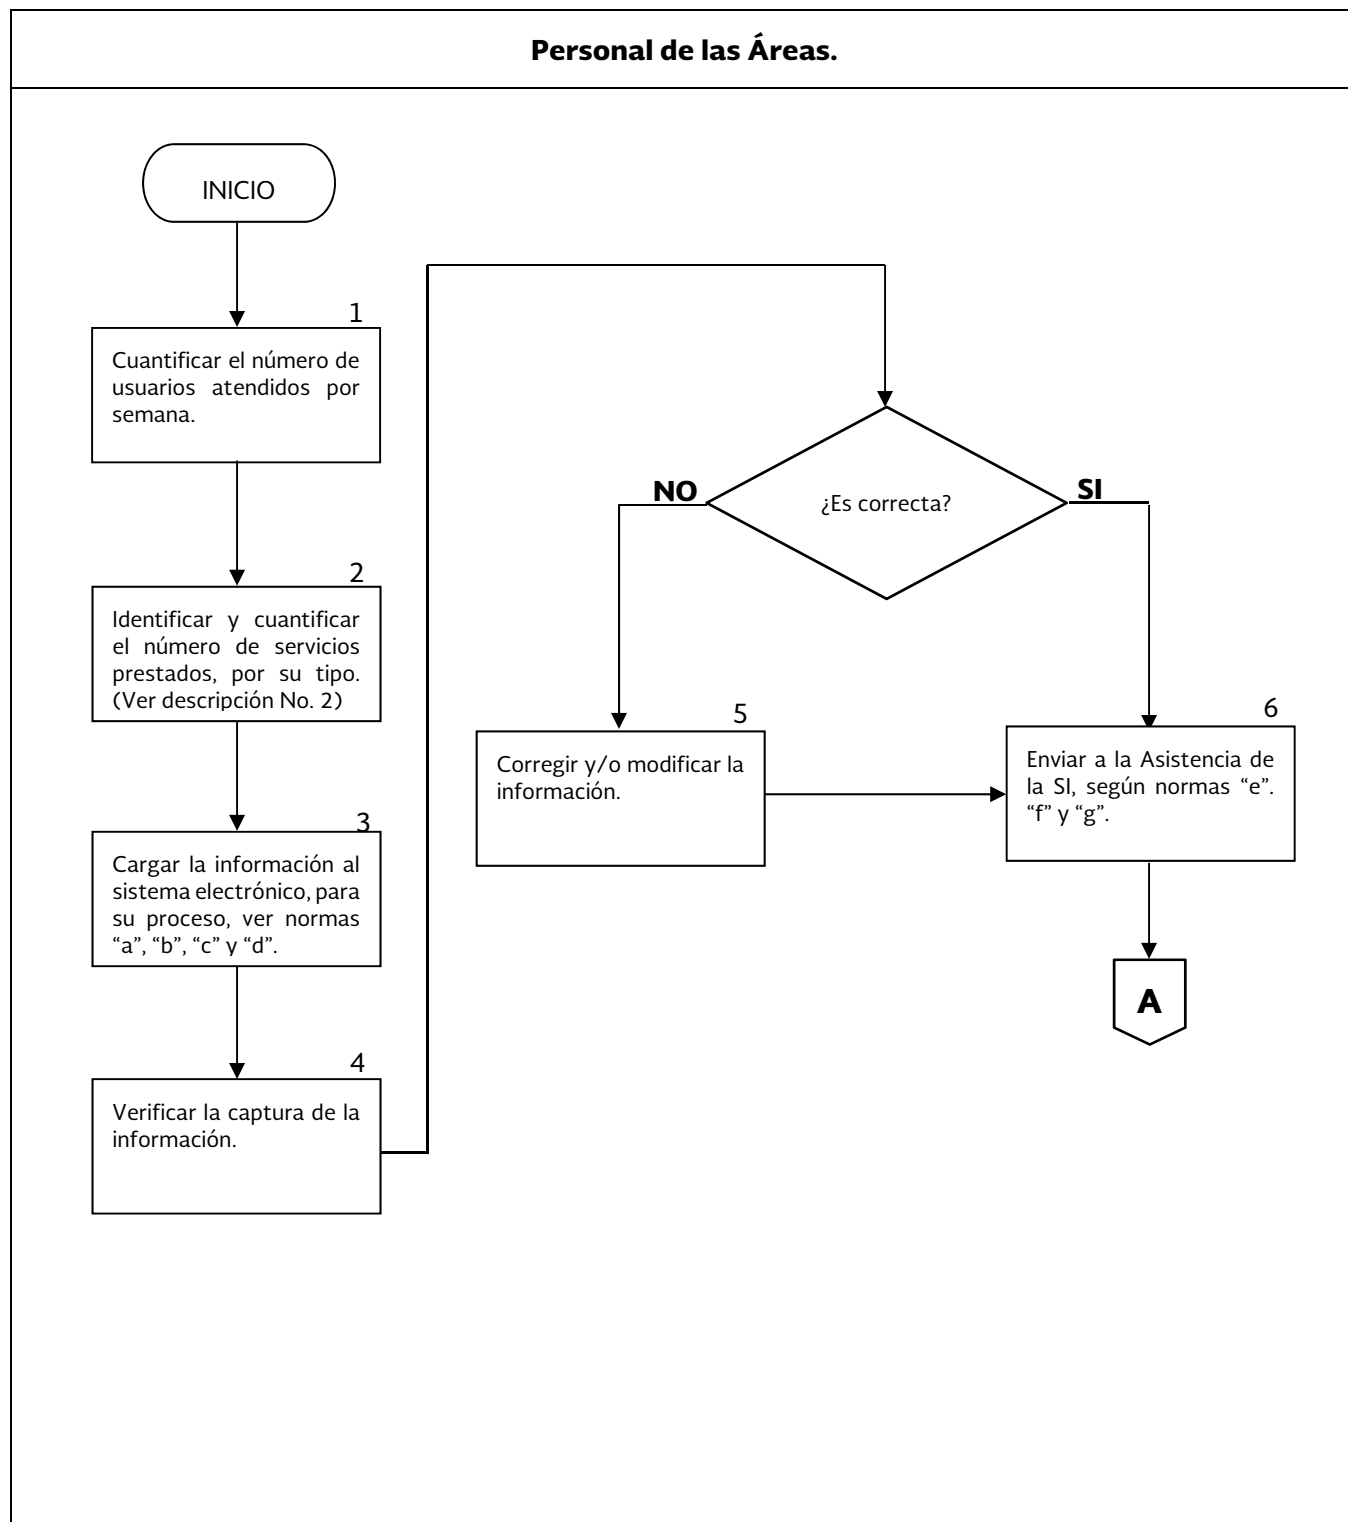 Personal de las Áreas.
INICIO
1
Cuantificar el número de
usuarios atendidos por
semana.
2
Identificar y cuantificar
el número de servicios
prestados, por su tipo.
(Ver descripción No. 2)
3
Cargar la información al
sistema electrónico, para
su proceso, ver normas
“a”, “b”, “c” y “d”.
4
Verificar la captura de la
información.
¿Es correcta?
NO
SI
5
Corregir y/o modificar la
información.
6
Enviar a la Asistencia de
la SI, según normas “e”.
“f” y “g”.
A